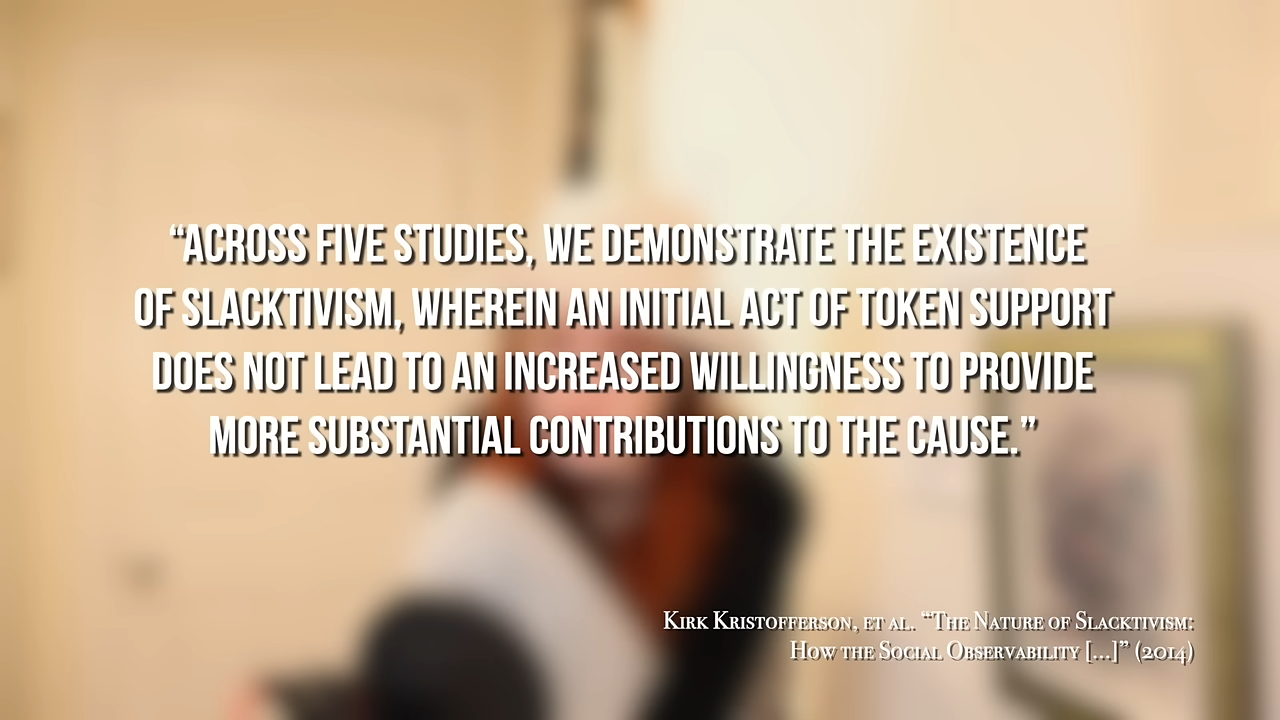 “ACROSS FIVE STUDIES, WE DEMONSTRATE THE EXISTENCE
OF SLACKTIVISM, WHEREIN AN INITIAL ACT OF TOKEN SUPPORT
DOES NOT LEAD TO AN INCREASED WILLINGNESS TO PROVIDE
MORE SUBSTANTIAL CONTRIBUTIONS TO THE CAUSE.”
Kirk Kristofferson, et al. “The Nature of Slacktivism:
How the Social Observability [...]” (2014)